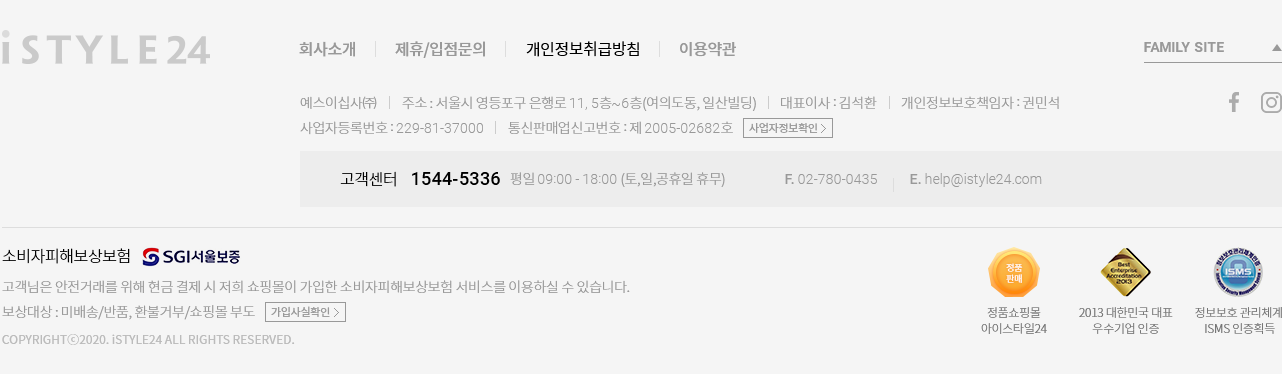 iSTYLE24
회사소개 제휴/입점문의 개인정보취급방침 이용약관
FAMILY SITE
예스이십사㈜ 주소 : 서울시 영등포구 은행로 11, 5층~6층(여의도동, 일산빌딩) 대표이사 : 김석환 개인정보보호책임자 : 권민석
사업자등록번호 : 229-81-37000 통신판매업신고번호 : 제 2005-02682호 사업자정보확인
고객센터 1544-5336 평일 09:00 - 18:00 (토,일,공휴일 휴무) F. 02-780-0435 E. help@istyle24.com
소비자피해보상보험 SGI서울보증
고객님은 안전거래를 위해 현금 결제 시 저희 쇼핑몰이 가입한 소비자피해보상보험 서비스를 이용하실 수 있습니다.
보상대상 : 미배송/반품, 환불거부/쇼핑몰 부도 가입사실확인
COPYRIGHTⓒ2020. iSTYLE24 ALL RIGHTS RESERVED.
정품
판매
정품쇼핑몰
아이스타일24
Best
Enterprise
Accreditation
2013
2013 대한민국 대표
우수기업 인증
ISMS
정보보호 관리체계
ISMS 인증획득